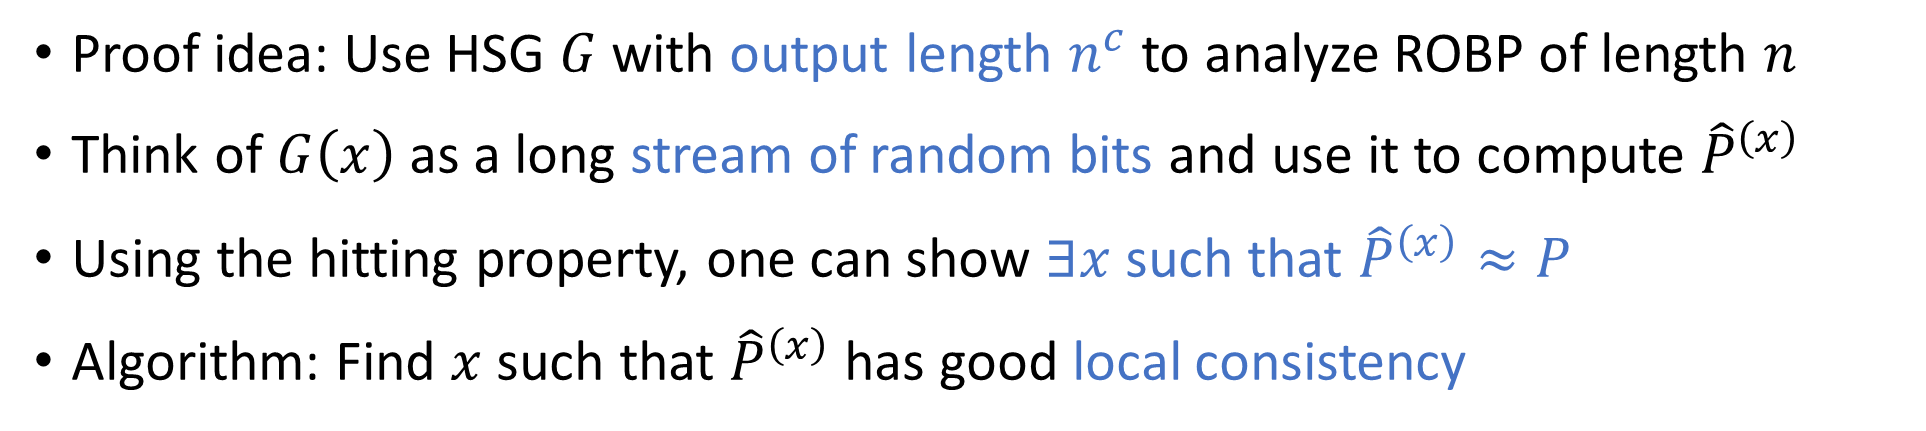 • Proof idea: Use HSG 𝐺 with output length 𝑛ᶜ to analyze ROBP of length 𝑛
• Think of 𝐺(𝑥) as a long stream of random bits and use it to compute P̂⁽ˣ⁾
• Using the hitting property, one can show ∃𝑥 such that P̂⁽ˣ⁾ ≈ 𝑃
• Algorithm: Find 𝑥 such that P̂⁽ˣ⁾ has good local consistency